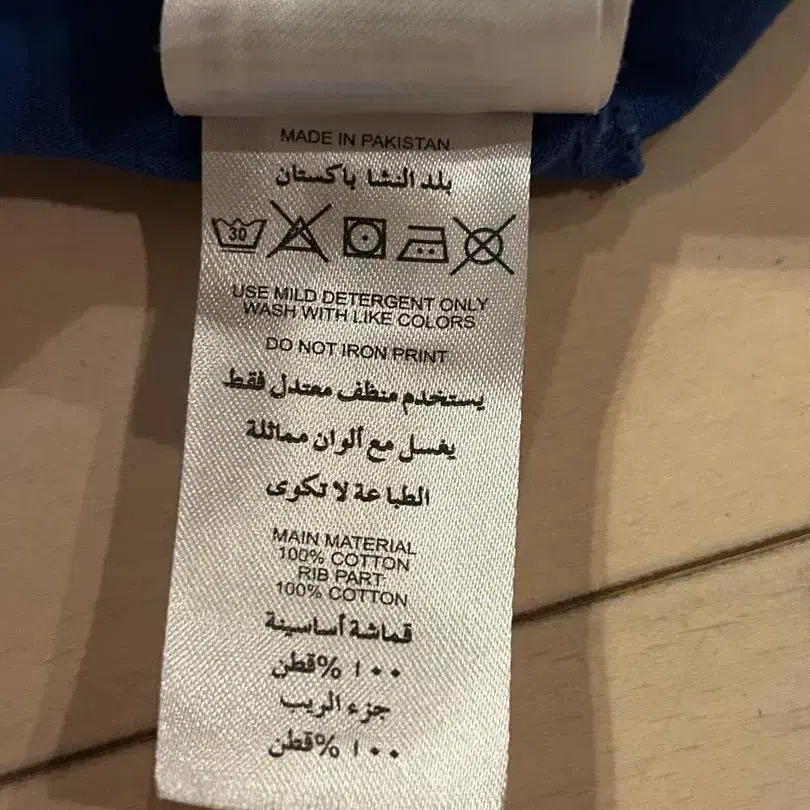 MADE IN PAKISTAN
بلد النشا باكستان
30
USE MILD DETERGENT ONLY
WASH WITH LIKE COLORS
DO NOT IRON PRINT
يستخدم منظف معتدل فقط
يغسل مع ألوان مماثلة
الطباعة لا تكوى
MAIN MATERIAL
100% COTTON
RIB PART
100% COTTON
قماشة أساسينة
١٠٠ %قطن
جزء الريب
١٠٠ %قطن